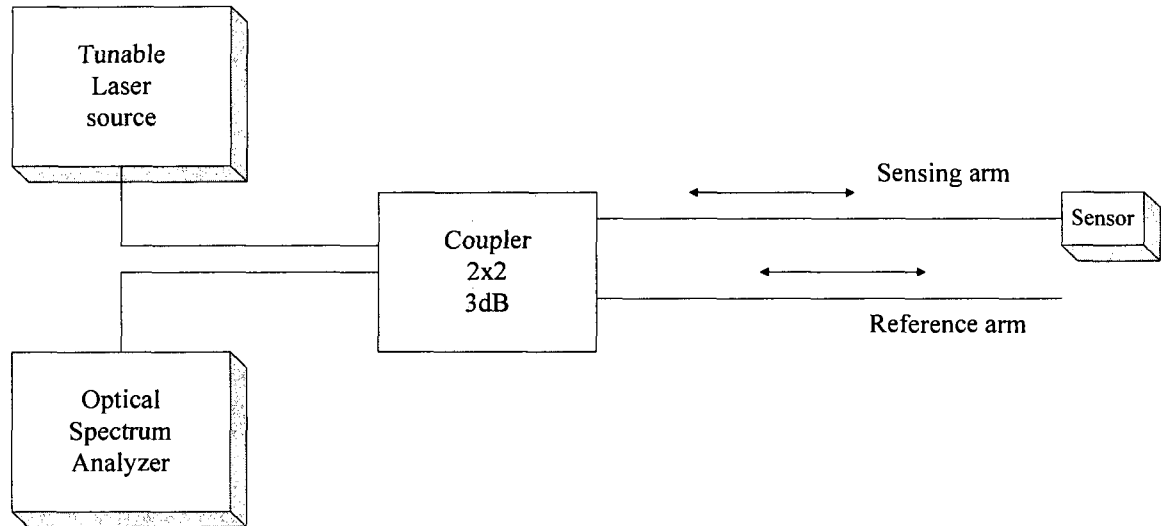 Tunable
Laser
source
Sensing arm
Sensor
Coupler
2x2
3dB
Reference arm
Optical
Spectrum
Analyzer